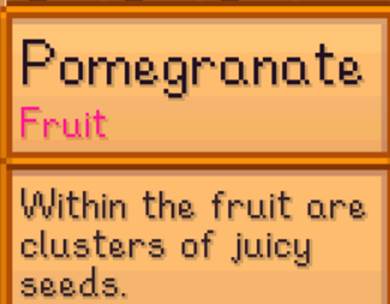 Pomegranate
Fruit
Within the fruit are
clusters of juicy
seeds.